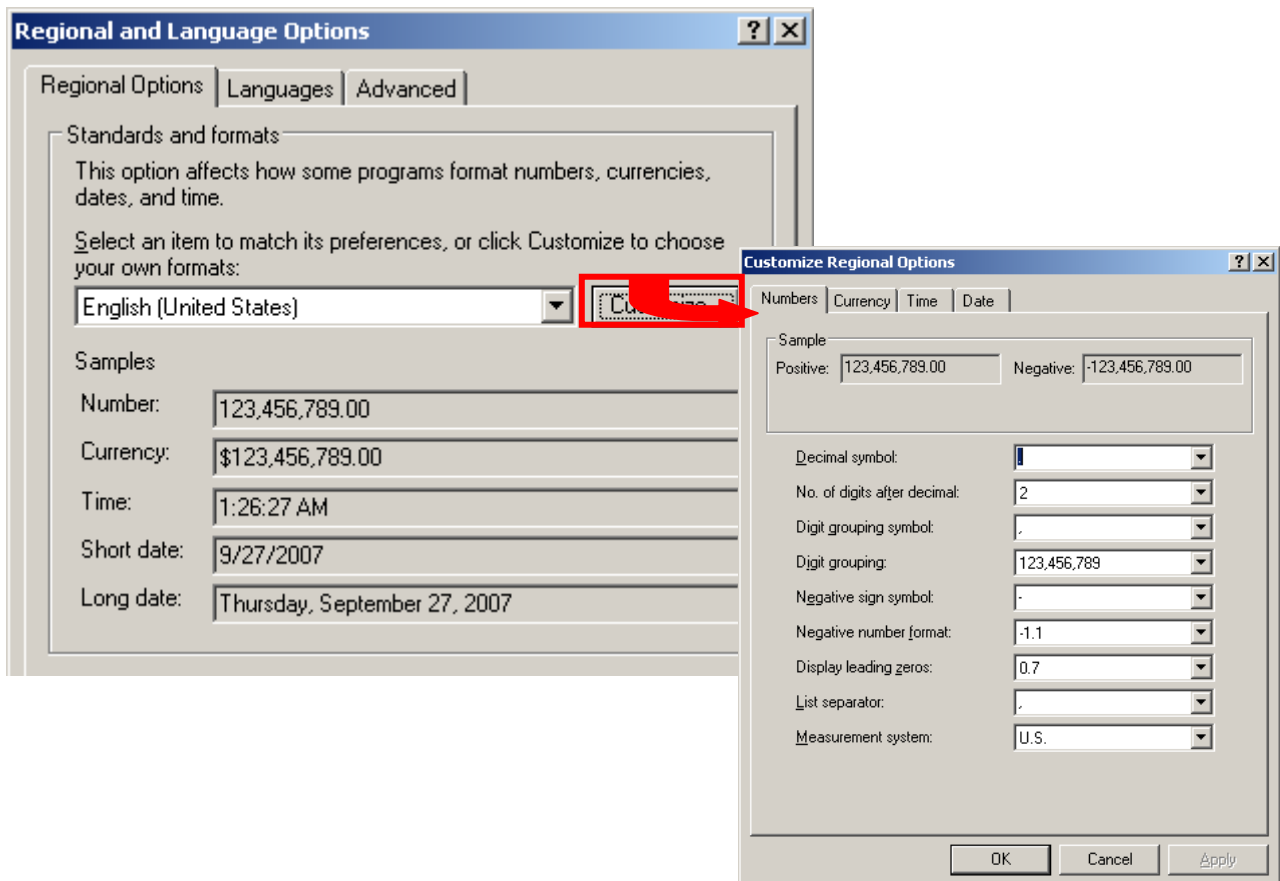 Regional and Language Options
Regional Options Languages Advanced
Standards and formats
This option affects how some programs format numbers, currencies,
dates, and time.
Select an item to match its preferences, or click Customize to choose
your own formats:
English (United States)
Samples
Number: 123,456,789.00
Currency: $123,456,789.00
Time: 1:26:27 AM
Short date: 9/27/2007
Long date: Thursday, September 27, 2007
Customize Regional Options
Numbers Currency Time Date
Sample
Positive: 123,456,789.00 Negative: -123,456,789.00
Decimal symbol: .
No. of digits after decimal: 2
Digit grouping symbol: ,
Digit grouping: 123,456,789
Negative sign symbol: -
Negative number format: -1.1
Display leading zeros: 0.7
List separator: ,
Measurement system: U.S.
OK Cancel Apply